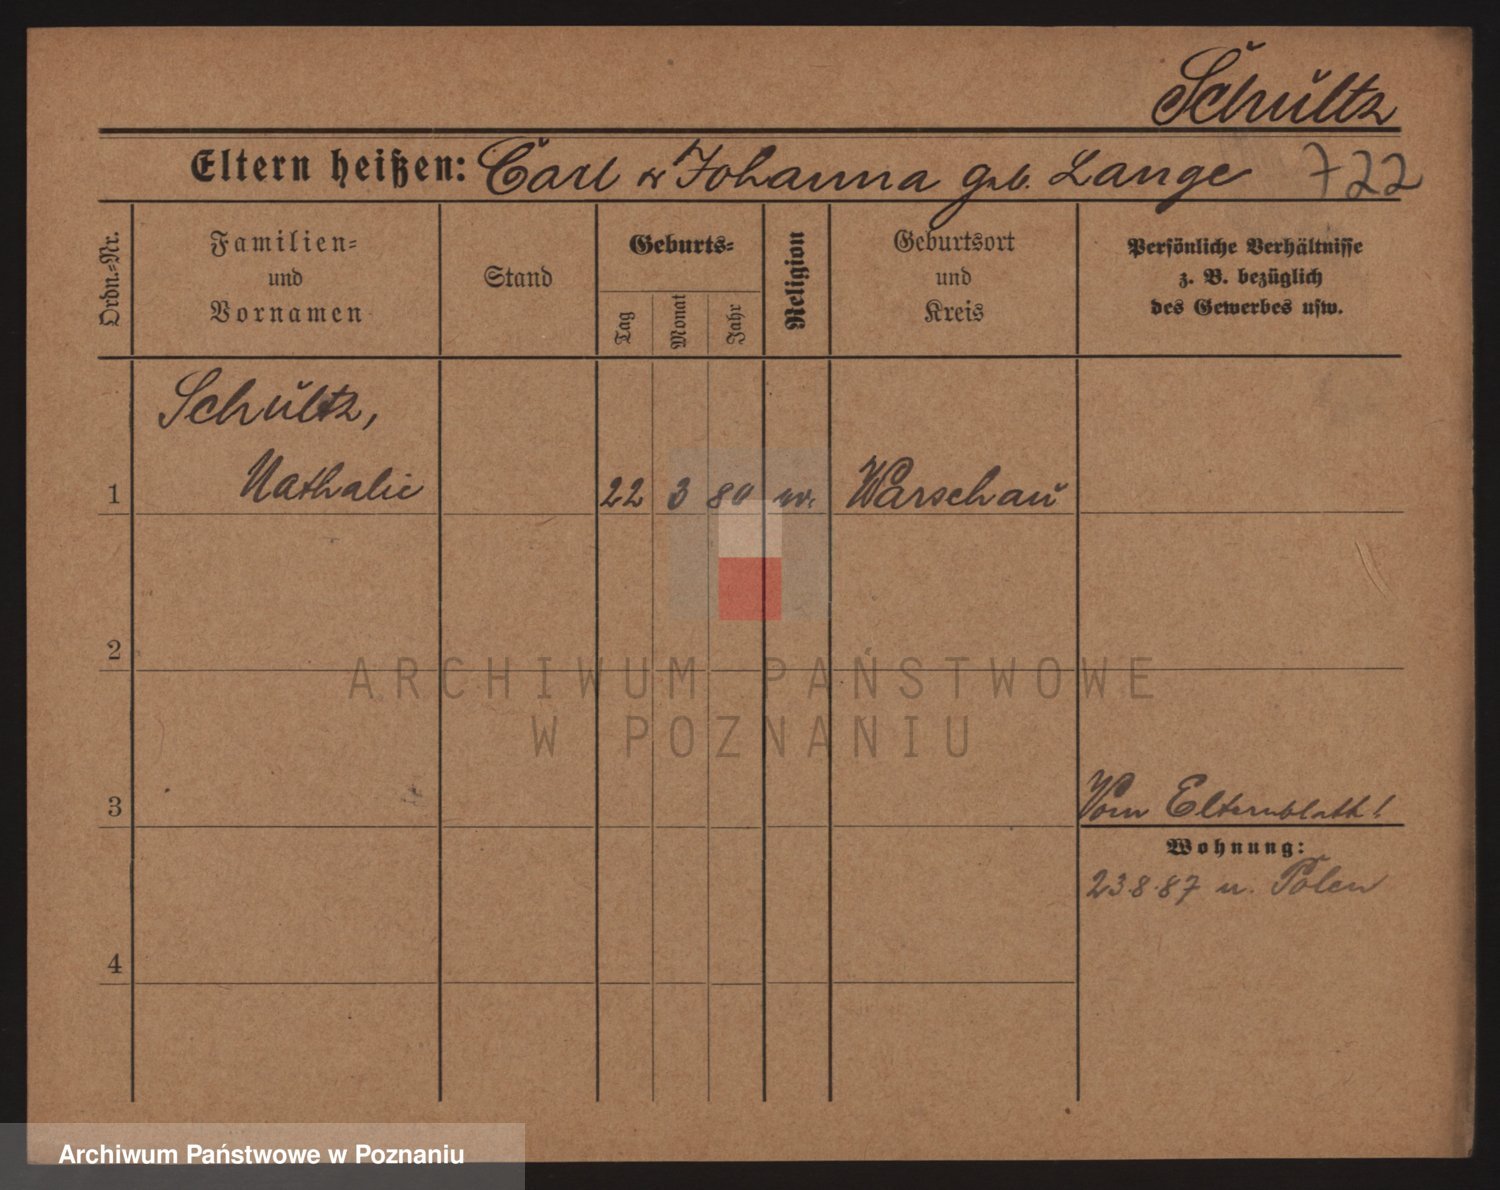 Schultz
Eltern heißen: Carl u Johanna geb. Lange 722
Ordn.=Nr.
Familien=
und
Vornamen
Stand
Geburts=
Tag
Monat
Jahr
Religion
Geburtsort
und
Kreis
Persönliche Verhältnisse
z. B. bezüglich
des Gewerbes usw.
Schultz,
1 Nathalie 22 3 80 Warschau
2
ARCHIWUM PAŃSTWOWE
W POZNANIU
3 Vom Elternblatt!
Wohnung:
23.8.87 n. Polen
4
Archiwum Państwowe w Poznaniu